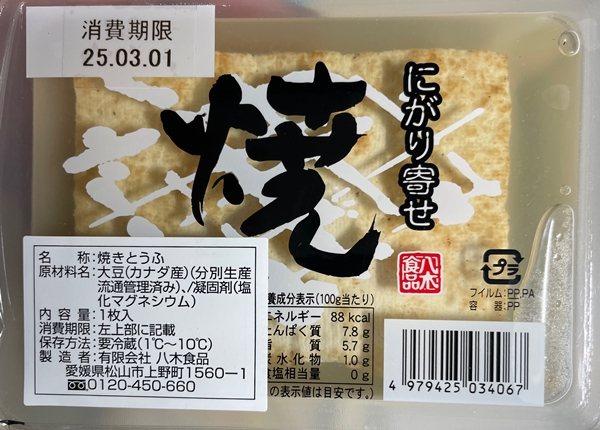 消費期限
25.03.01
焼
にがり寄せ
八木食品
プラ
フィルム:PP,PA
容器:PP
名称:焼きとうふ
原材料名:大豆(カナダ産)(分別生産
流通管理済み)、/凝固剤(塩
化マグネシウム)
内容量:1枚入
消費期限:左上部に記載
保存方法:要冷蔵(1℃〜10℃)
製造者:有限会社 八木食品
愛媛県松山市上野町1560ー1
0120-450-660
養成分表示(100g当たり)
エネルギー 88 kcal
たんぱく質 7.8 g
脂質 5.7 g
炭水化物 1.0 g
食塩相当量 0 g
の表示値は目安です。)
4 979425 034067